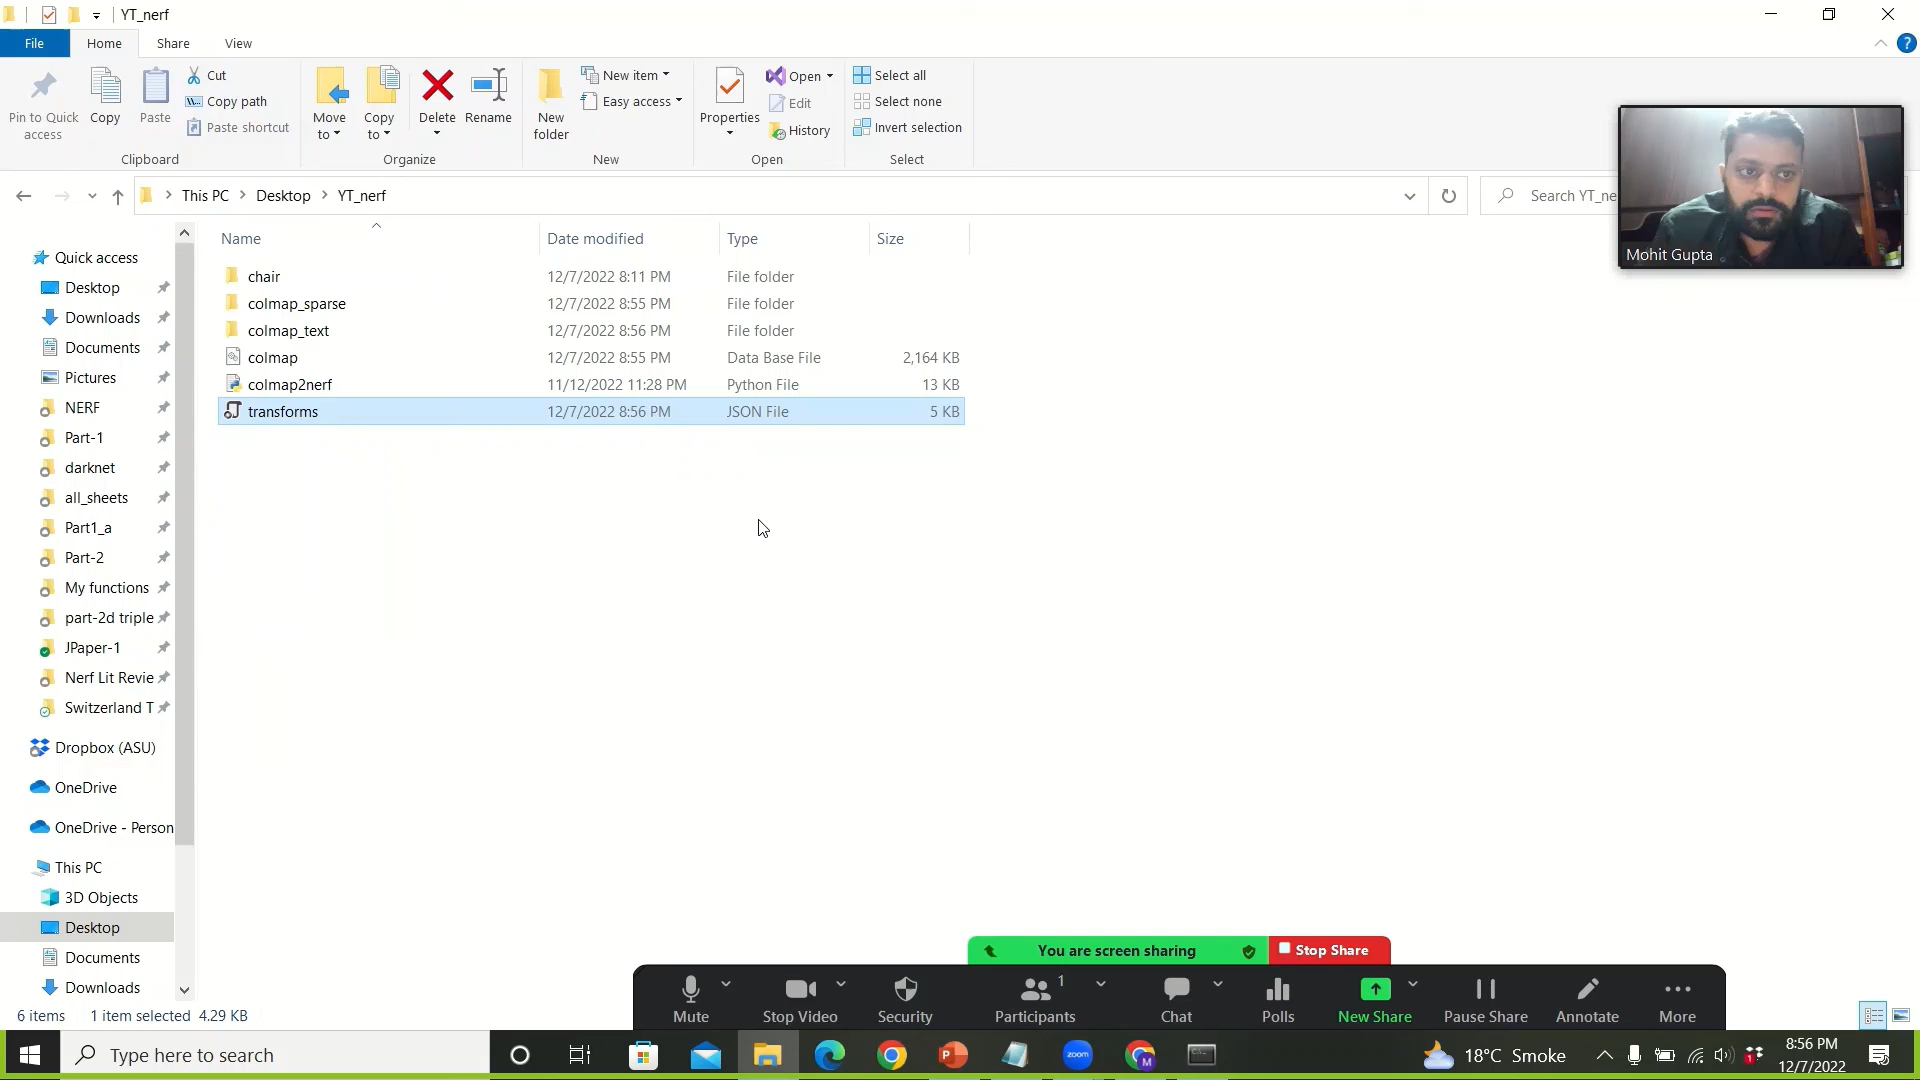 YT_nerf
File
Home
Share
View
Pin to Quick access
Copy
Paste
Cut
Copy path
Paste shortcut
Clipboard
Move to
Copy to
Delete
Rename
Organize
New folder
New item
Easy access
New
Properties
Open
Edit
History
Open
Select all
Select none
Invert selection
Select
This PC
Desktop
YT_nerf
Search YT_ne
Mohit Gupta
Name Date modified Type Size
chair 12/7/2022 8:11 PM File folder
colmap_sparse 12/7/2022 8:55 PM File folder
colmap_text 12/7/2022 8:56 PM File folder
colmap 12/7/2022 8:55 PM Data Base File 2,164 KB
colmap2nerf 11/12/2022 11:28 PM Python File 13 KB
transforms 12/7/2022 8:56 PM JSON File 5 KB
Quick access
Desktop
Downloads
Documents
Pictures
NERF
Part-1
darknet
all_sheets
Part1_a
Part-2
My functions
part-2d triple
JPaper-1
Nerf Lit Revie
Switzerland T
Dropbox (ASU)
OneDrive
OneDrive - Person
This PC
3D Objects
Desktop
Documents
Downloads
6 items 1 item selected 4.29 KB
You are screen sharing
Stop Share
Mute
Stop Video
Security
1
Participants
Chat
Polls
New Share
Pause Share
Annotate
More
Type here to search
zoom
18°C Smoke
8:56 PM
12/7/2022